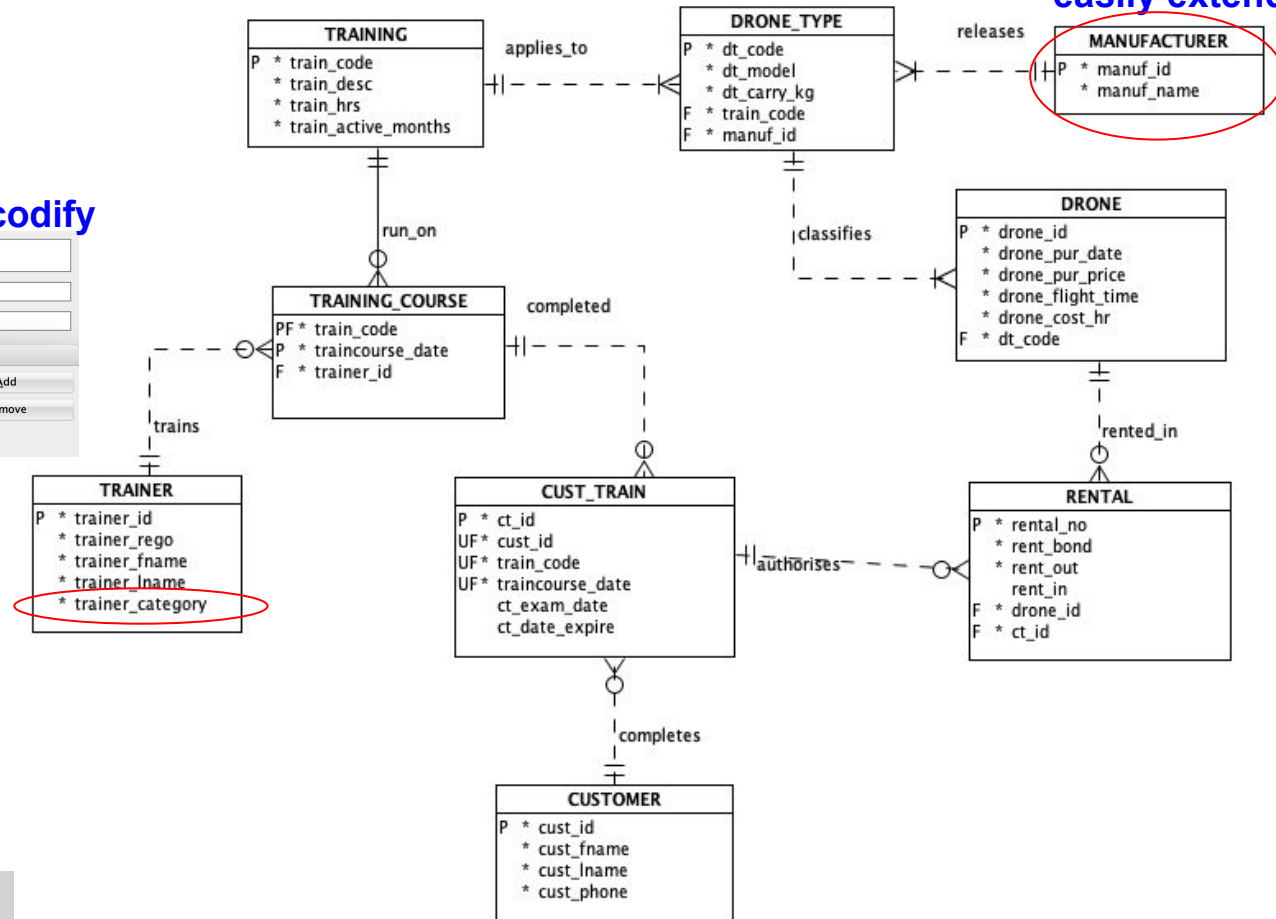 easily exten
TRAINING
P * train_code
* train_desc
* train_hrs
* train_active_months
applies_to
DRONE_TYPE
P * dt_code
* dt_model
* dt_carry_kg
F * train_code
F * manuf_id
releases
MANUFACTURER
P * manuf_id
* manuf_name
codify
run_on
classifies
DRONE
P * drone_id
* drone_pur_date
* drone_pur_price
* drone_flight_time
* drone_cost_hr
F * dt_code
TRAINING_COURSE
PF * train_code
P * traincourse_date
F * trainer_id
completed
Add
move
trains
rented_in
TRAINER
P * trainer_id
* trainer_rego
* trainer_fname
* trainer_lname
* trainer_category
CUST_TRAIN
P * ct_id
UF * cust_id
UF * train_code
UF * traincourse_date
ct_exam_date
ct_date_expire
authorises
RENTAL
P * rental_no
* rent_bond
* rent_out
rent_in
F * drone_id
F * ct_id
completes
CUSTOMER
P * cust_id
* cust_fname
* cust_lname
* cust_phone